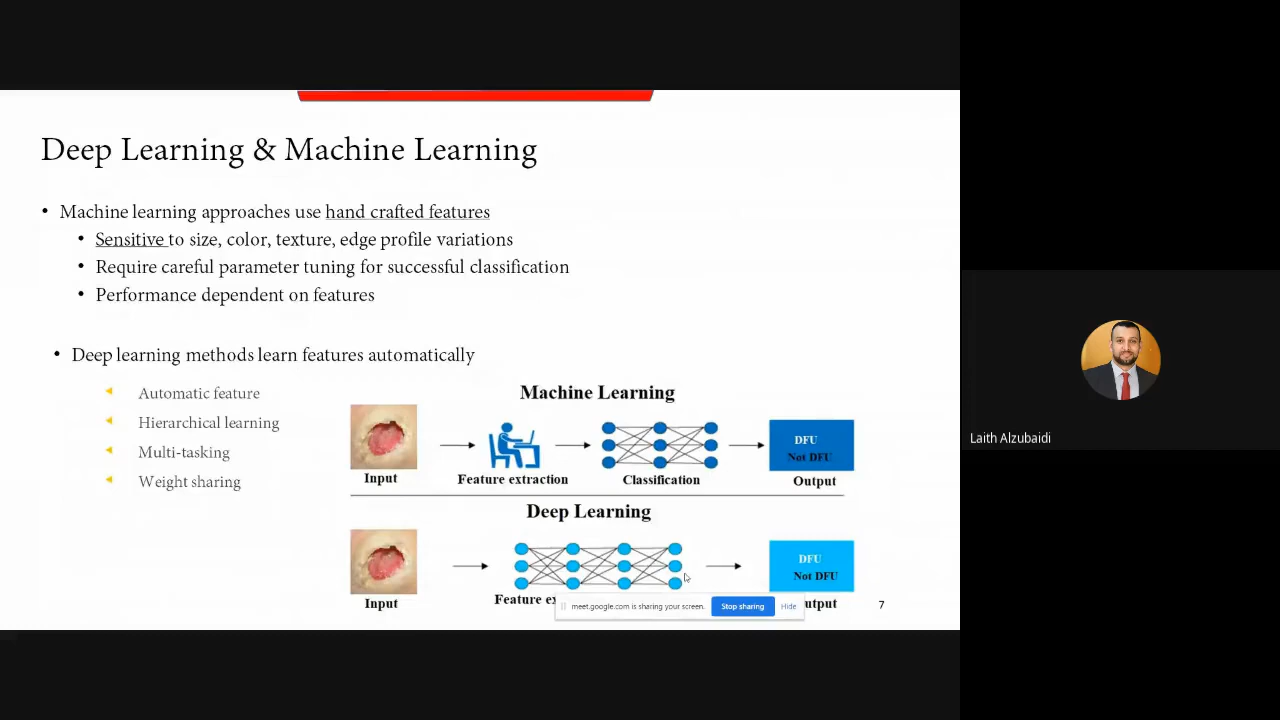 Deep Learning & Machine Learning
• Machine learning approaches use hand crafted features
• Sensitive to size, color, texture, edge profile variations
• Require careful parameter tuning for successful classification
• Performance dependent on features
• Deep learning methods learn features automatically
Automatic feature
Hierarchical learning
Multi-tasking
Weight sharing
Machine Learning
Input
Feature extraction
Classification
DFU
Not DFU
Output
Deep Learning
Input
Feature ex
DFU
Not DFU
utput
meet.google.com is sharing your screen.
Stop sharing
Hide
7
Laith Alzubaidi